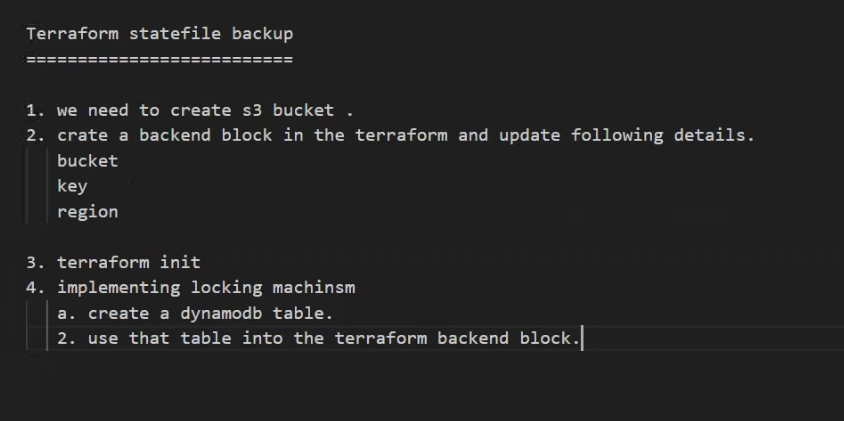 Terraform statefile backup
==========================
1. we need to create s3 bucket .
2. crate a backend block in the terraform and update following details.
bucket
key
region
3. terraform init
4. implementing locking machinsm
a. create a dynamodb table.
2. use that table into the terraform backend block.